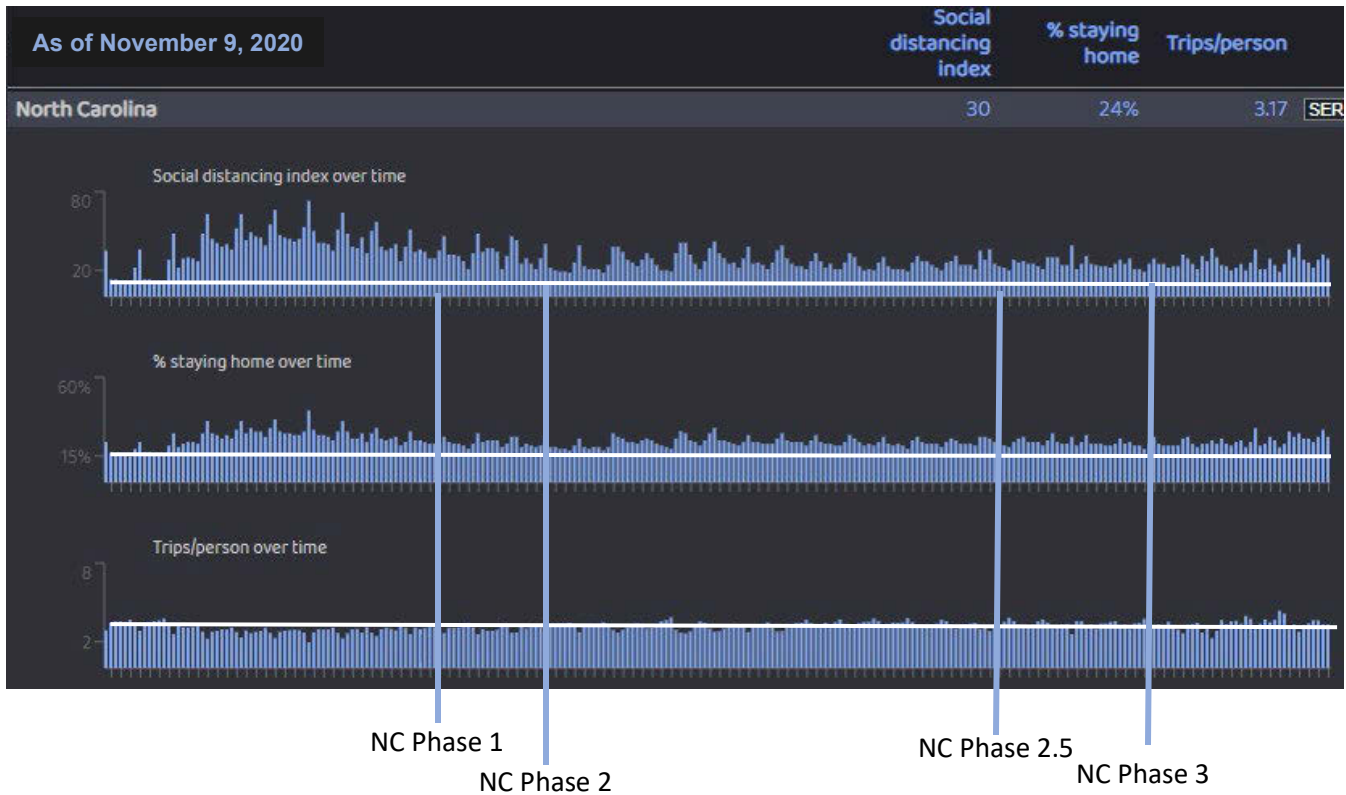 As of November 9, 2020
Social
distancing
index
% staying
home
Trips/person
North Carolina
30
24%
3.17
SER
Social distancing index over time
80
20
% staying home over time
60%
15%
Trips/person over time
8
2
NC Phase 1
NC Phase 2
NC Phase 2.5
NC Phase 3